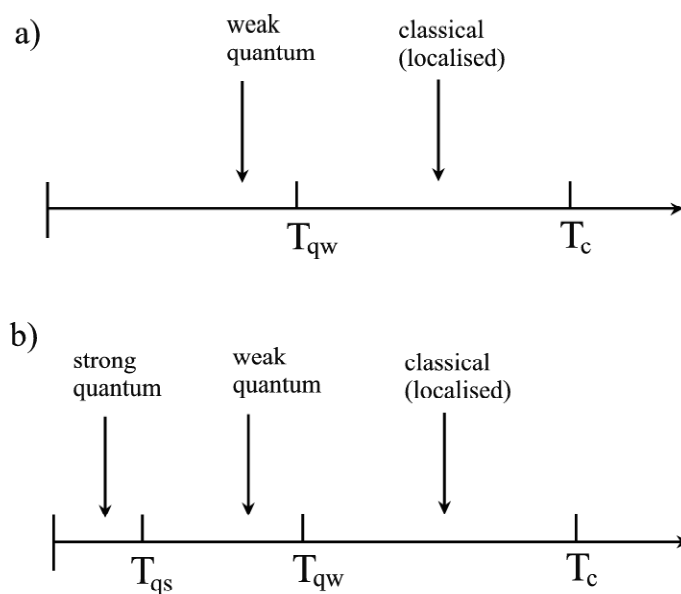 a)
weak
quantum
classical
(localised)
T_qw
T_c
b)
strong
quantum
weak
quantum
classical
(localised)
T_qs
T_qw
T_c